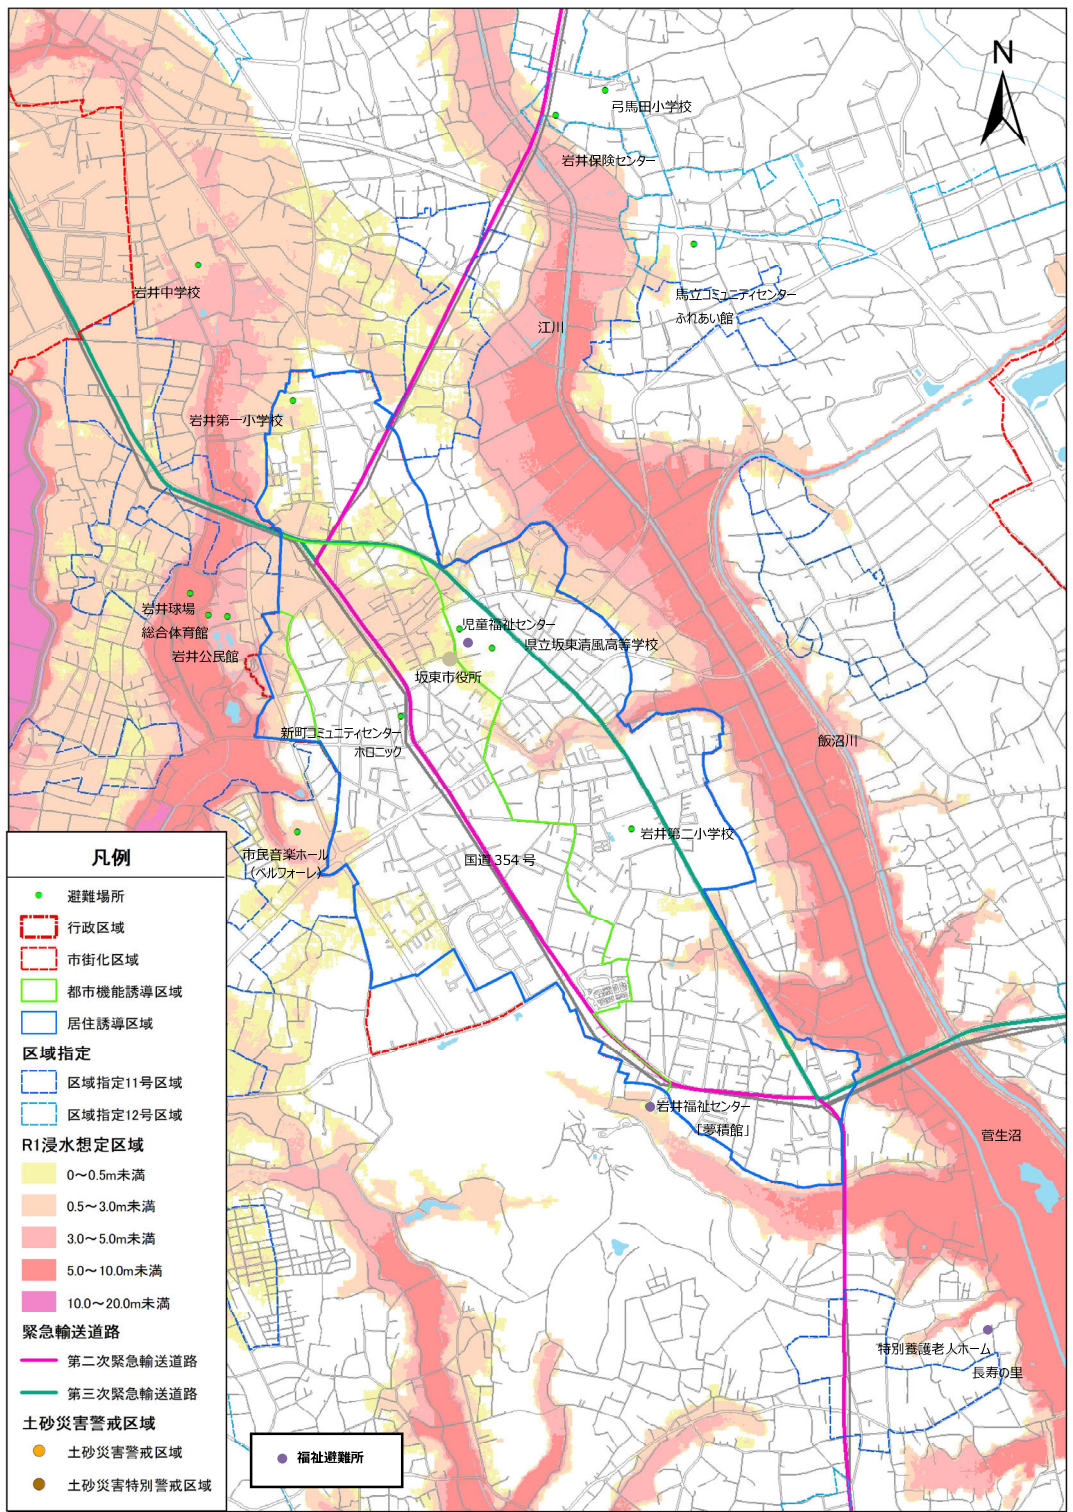 N
弓馬田小学校
岩井保険センター
岩井中学校
馬立コミュニティセンター
ふれあい館
江川
岩井第一小学校
岩井球場
総合体育館
岩井公民館
児童福祉センター
県立坂東清風高等学校
坂東市役所
新町コミュニティセンター
ホロニック
飯沼川
岩井第二小学校
市民音楽ホール
(ベルフォーレ)
国道 354 号
岩井福祉センター
「夢積館」
菅生沼
特別養護老人ホーム
長寿の里
凡例
避難場所
行政区域
市街化区域
都市機能誘導区域
居住誘導区域
区域指定
区域指定11号区域
区域指定12号区域
R1浸水想定区域
0～0.5m未満
0.5～3.0m未満
3.0～5.0m未満
5.0～10.0m未満
10.0～20.0m未満
緊急輸送道路
第二次緊急輸送道路
第三次緊急輸送道路
土砂災害警戒区域
土砂災害警戒区域
土砂災害特別警戒区域
福祉避難所